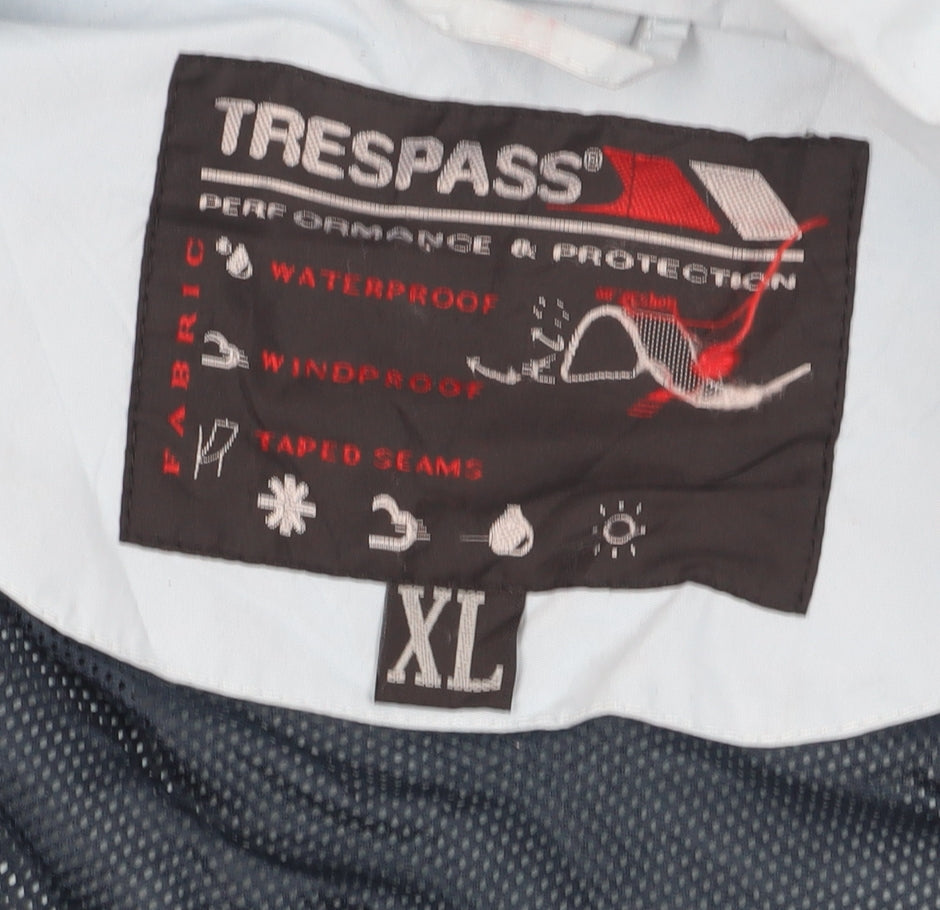 TRESPASS®
PERFORMANCE & PROTECTION
FABRIC
WATERPROOF
WINDPROOF
TAPED SEAMS
XL